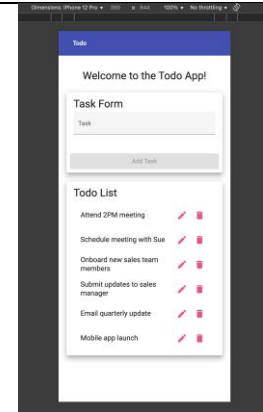 Dimensions: iPhone 12 Pro 390 x 844 100% No throttling
Todo
Welcome to the Todo App!
Task Form
Task
Add Task
Todo List
Attend 2PM meeting
Schedule meeting with Sue
Onboard new sales team
members
Submit updates to sales
manager
Email quarterly update
Mobile app launch